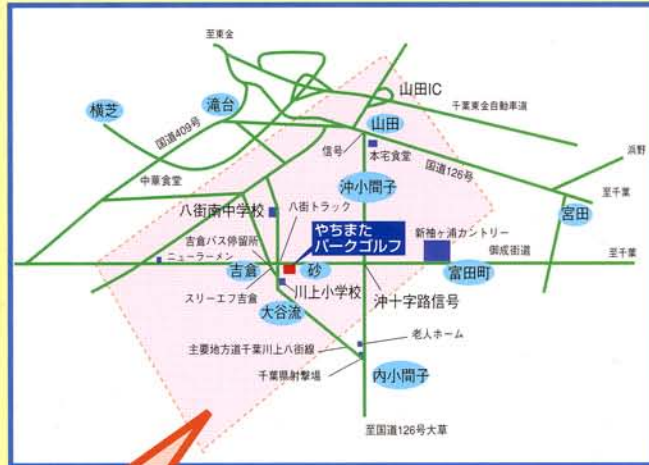 至東金
山田IC
千葉東金自動車道
横芝
滝台
国道409号
山田
信号
本宅食堂
国道126号
浜野
中華食堂
沖小間子
至千葉
宮田
八街南中学校
八街トラック
やちまた
パークゴルフ
新袖ヶ浦カントリー
吉倉バス停留所
ニューラーメン
御成街道
至千葉
吉倉
砂
富田町
スリーエフ吉倉
川上小学校
沖十字路信号
大谷流
老人ホーム
主要地方道千葉川上八街線
千葉県射撃場
内小間子
至国道126号大草